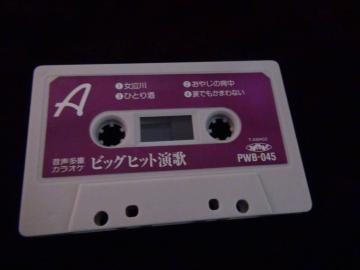 A
①女泣川 ②おやじの背中
③ひとり酒 ④涙でもかまわない
音声多重
カラオケ
ビッグヒット演歌
PWB-045